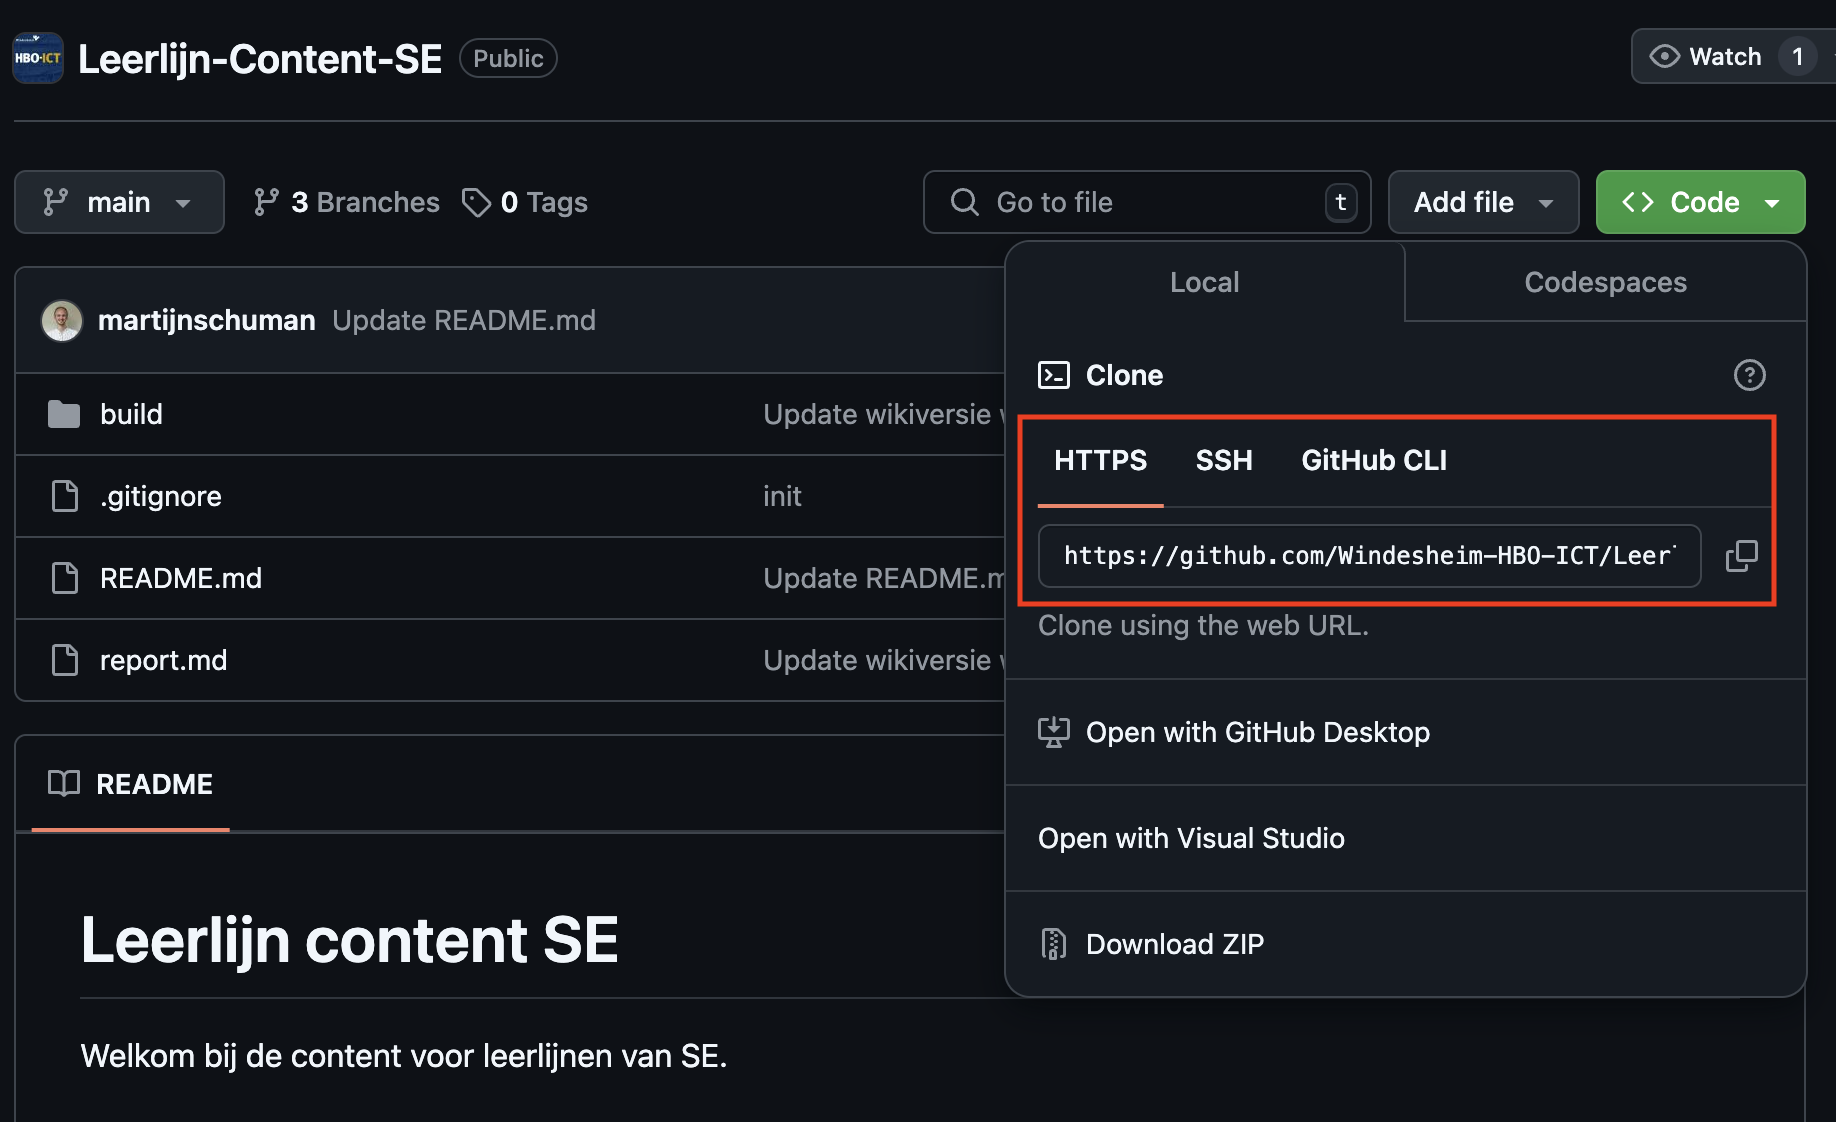 HBO-ICT
Leerlijn-Content-SE
Public
Watch
1
main
3 Branches
0 Tags
Go to file
t
Add file
Code
Local
Codespaces
martijnschuman
Update README.md
Clone
build
Update wikiversie
HTTPS
SSH
GitHub CLI
.gitignore
init
https://github.com/Windesheim-HBO-ICT/Leer
README.md
Update README.m
Clone using the web URL.
report.md
Update wikiversie
Open with GitHub Desktop
README
Open with Visual Studio
Leerlijn content SE
Download ZIP
Welkom bij de content voor leerlijnen van SE.